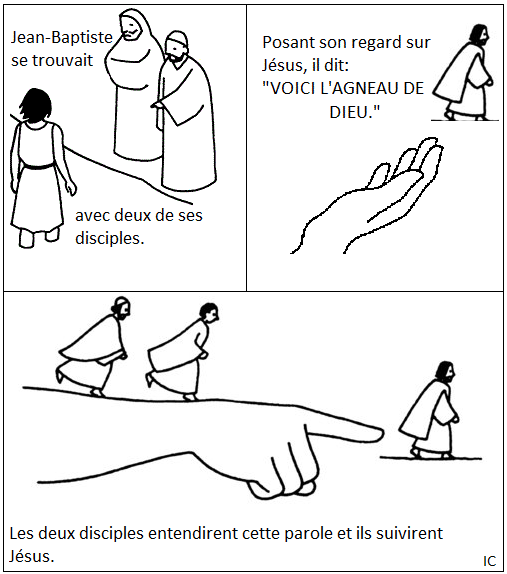 Jean-Baptiste
se trouvait
avec deux de ses
disciples.
Posant son regard sur
Jésus, il dit:
"VOICI L'AGNEAU DE
DIEU."
Les deux disciples entendirent cette parole et ils suivirent
Jésus.
IC